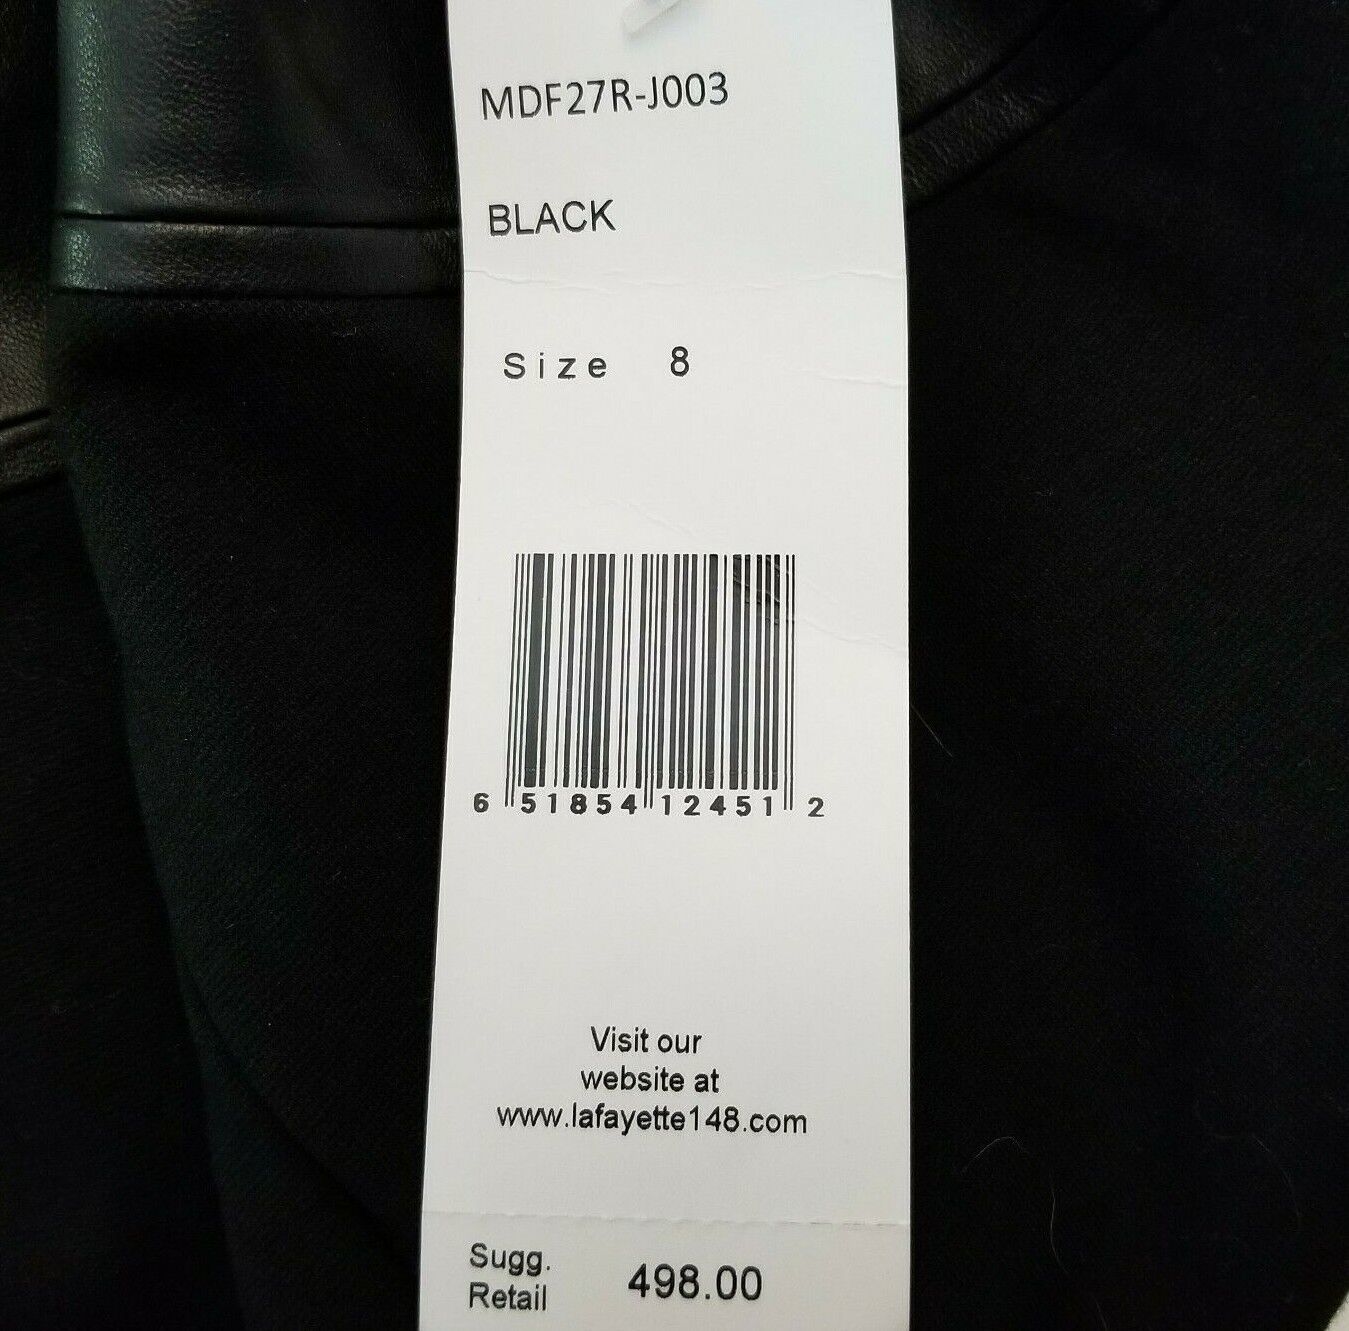 MDF27R-J003
BLACK
Size 8
6 51854 12451 2
Visit our
website at
www.lafayette148.com
Sugg.
Retail 498.00